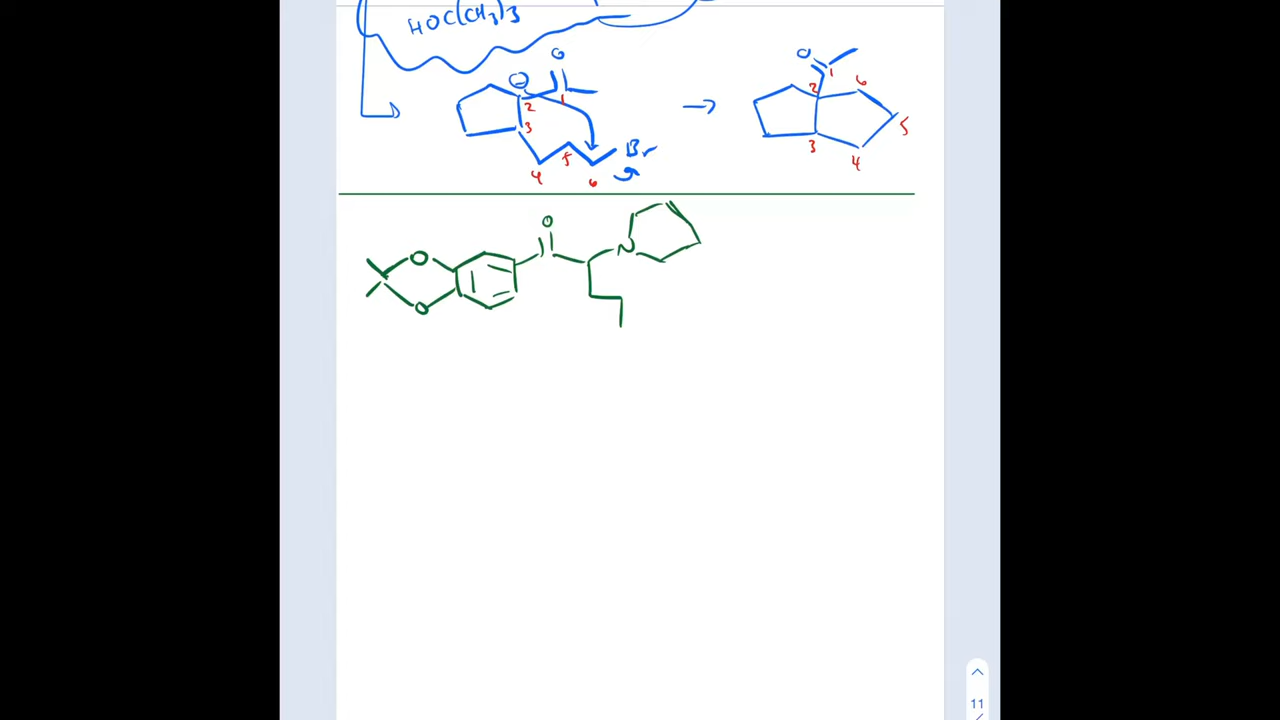 HOC(CH3)3
O O
⊖ 1 2 1 6
2 3 Br 5
5 3
4 6 4
O
N
O
O
11